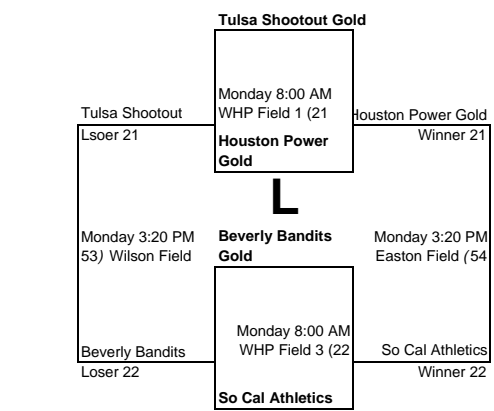 Tulsa Shootout Gold
Monday 8:00 AM
WHP Field 1 (21
Tulsa Shootout
Houston Power Gold
Lsoer 21
Winner 21
Houston Power
Gold
L
Monday 3:20 PM
53) Wilson Field
Beverly Bandits
Gold
Monday 3:20 PM
Easton Field (54
Monday 8:00 AM
WHP Field 3 (22
Beverly Bandits
So Cal Athletics
Loser 22
Winner 22
So Cal Athletics